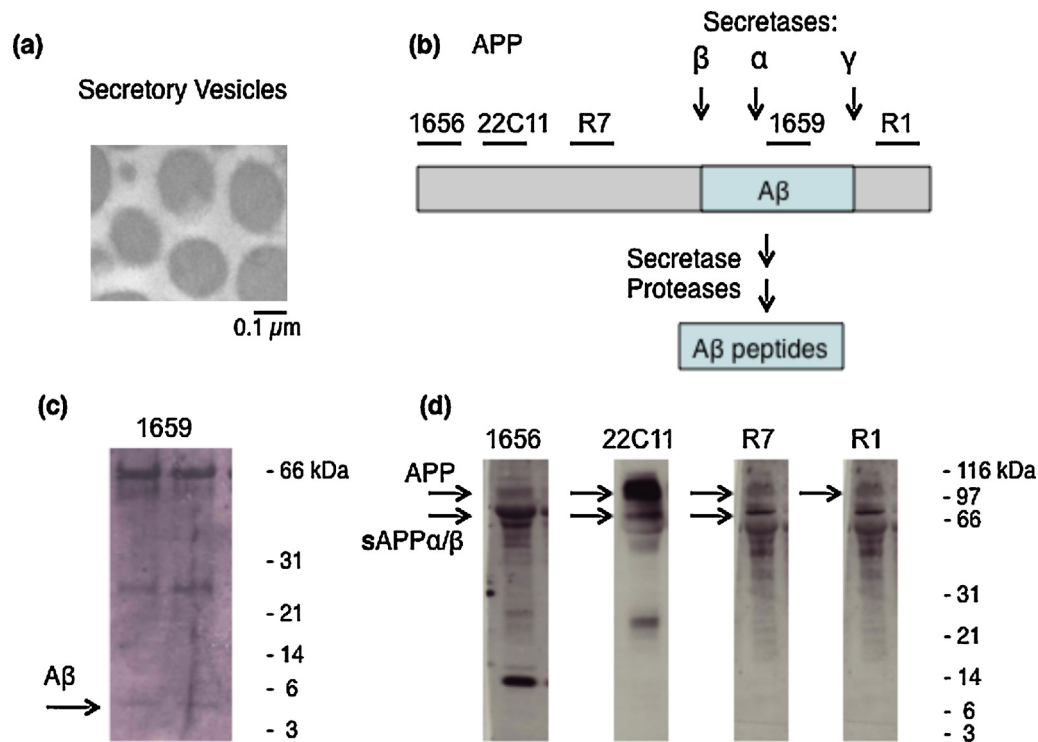 (a)
Secretory Vesicles
0.1 µm
(b) APP
Secretases:
β α γ
1656 22C11 R7 1659 R1
Aβ
Secretase
Proteases
Aβ peptides
(c)
1659
- 66 kDa
- 31
- 21
- 14
- 6
- 3
Aβ
(d)
1656 22C11 R7 R1
APP
sAPPα/β
- 116 kDa
- 97
- 66
- 31
- 21
- 14
- 6
- 3